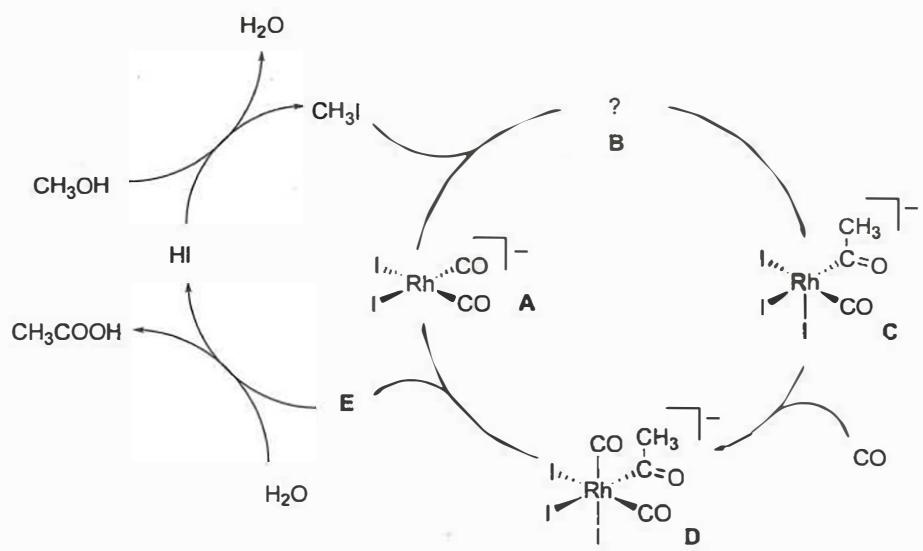 H₂O
CH₃I
?
B
CH₃OH
HI
CH₃
C=O
I
Rh
CO
I
CO
A
−
I
Rh
CO
I
I
C
−
CH₃COOH
E
H₂O
CO
CH₃
C=O
I
Rh
CO
I
I
D
−
CO